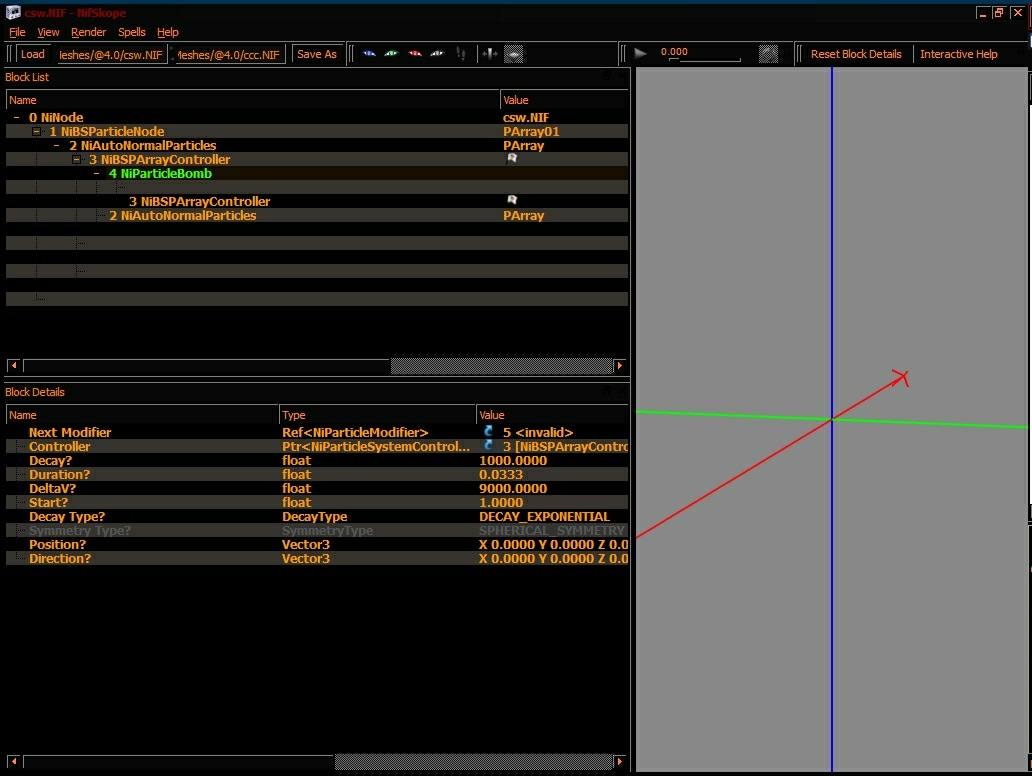 csw.NIF - NifSkope
File View Render Spells Help
Load leshes/@4.0/csw.NIF leshes/@4.0/ccc.NIF Save As 0.000 Reset Block Details Interactive Help
Block List
Name Value
0 NiNode csw.NIF
1 NiBSParticleNode PArray01
2 NiAutoNormalParticles PArray
3 NiBSPArrayController
4 NiParticleBomb
3 NiBSPArrayController
2 NiAutoNormalParticles PArray
Block Details
Name Type Value
Next Modifier Ref<NiParticleModifier> 5 <invalid>
Controller Ptr<NiParticleSystemControl... 3 [NiBSPArrayContro
Decay? float 1000.0000
Duration? float 0.0333
DeltaV? float 9000.0000
Start? float 1.0000
Decay Type? DecayType DECAY_EXPONENTIAL
Symmetry Type? SymmetryType SPHERICAL_SYMMETRY
Position? Vector3 X 0.0000 Y 0.0000 Z 0.0
Direction? Vector3 X 0.0000 Y 0.0000 Z 0.0